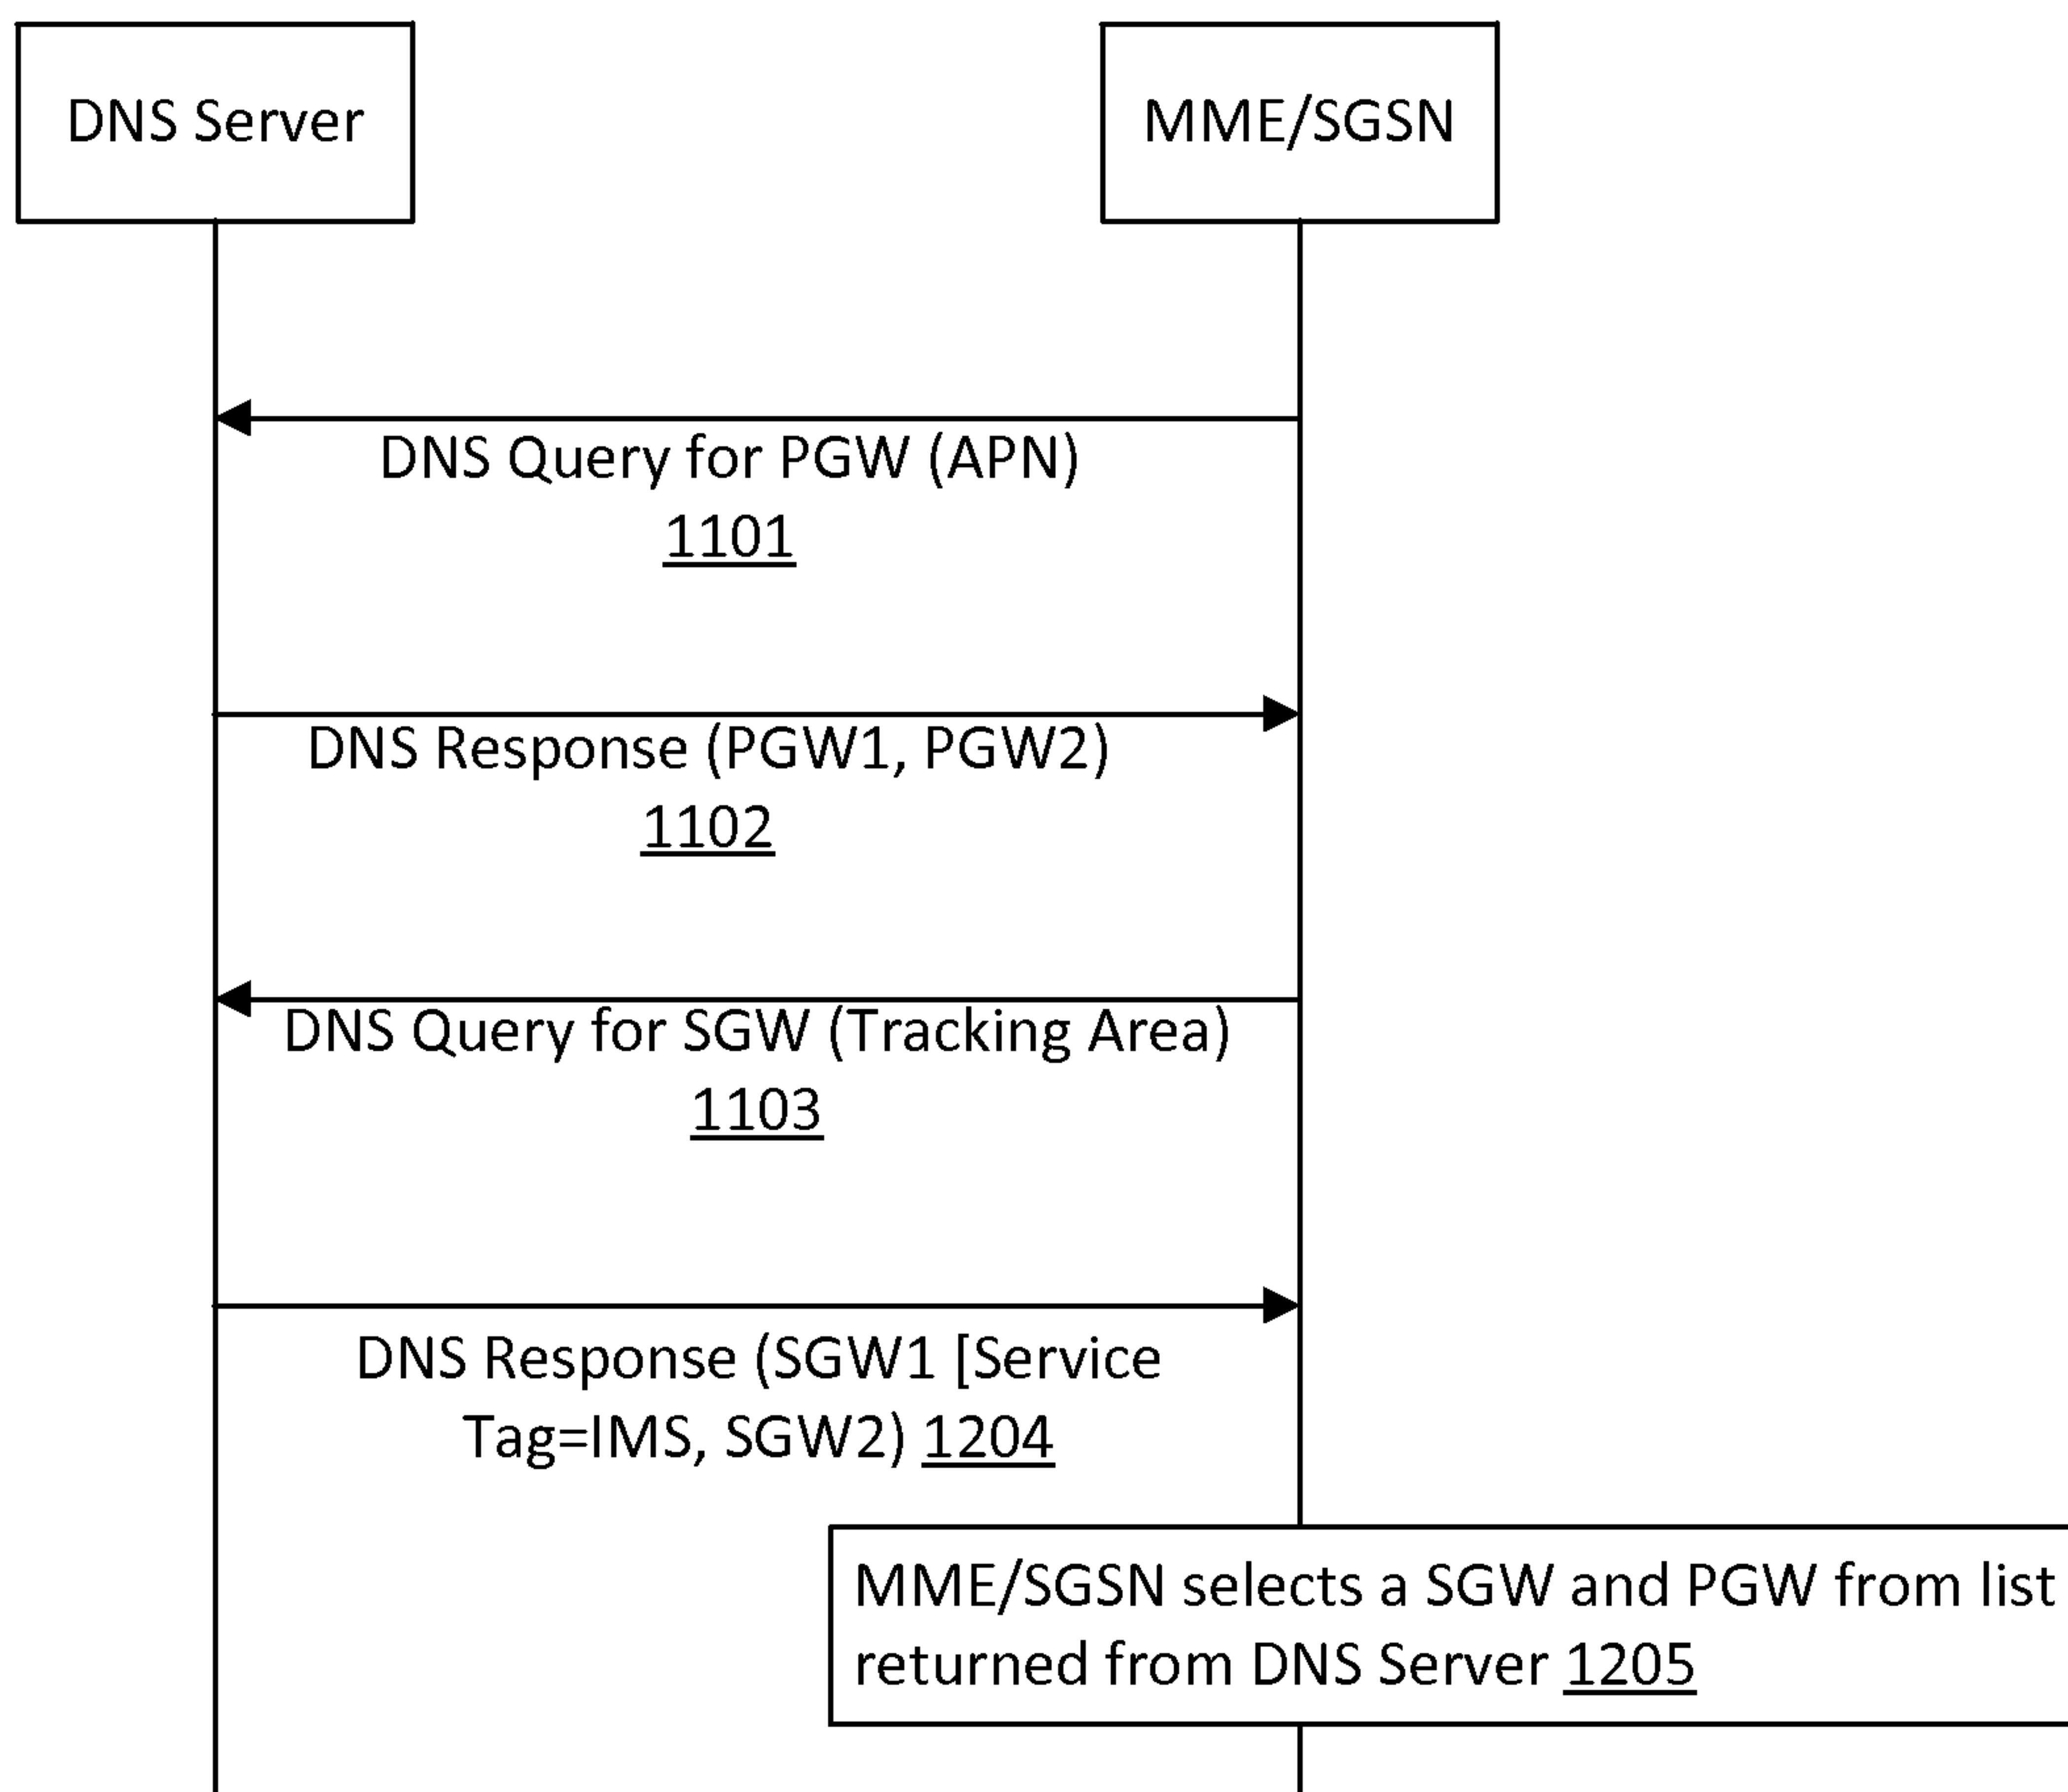 DNS Server
MME/SGSN
DNS Query for PGW (APN)
1101
DNS Response (PGW1, PGW2)
1102
DNS Query for SGW (Tracking Area)
1103
DNS Response (SGW1 [Service
Tag=IMS, SGW2) 1204
MME/SGSN selects a SGW and PGW from list
returned from DNS Server 1205